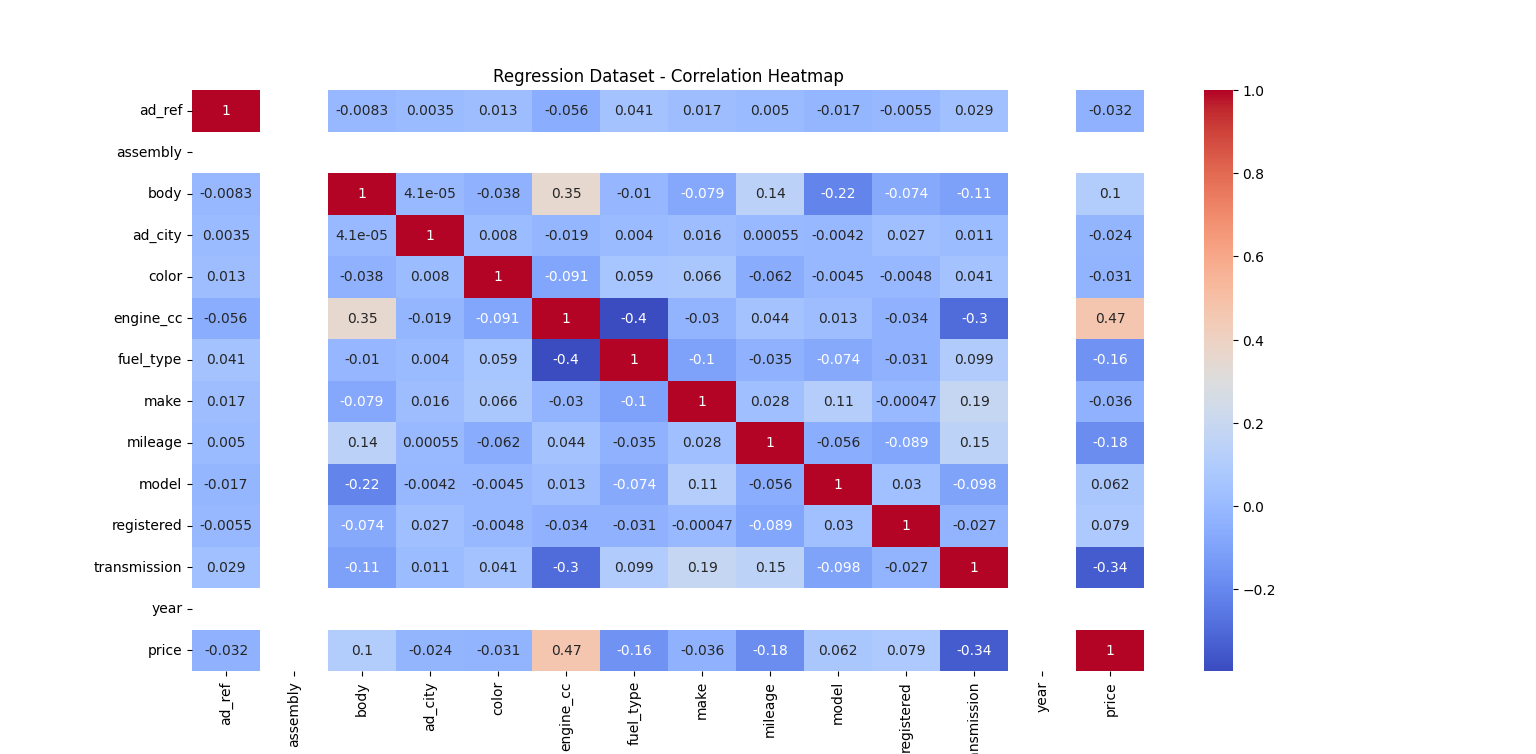 Regression Dataset - Correlation Heatmap
ad_ref 1 -0.0083 0.0035 0.013 -0.056 0.041 0.017 0.005 -0.017 -0.0055 0.029 -0.032
assembly
body -0.0083 1 4.1e-05 -0.038 0.35 -0.01 -0.079 0.14 -0.22 -0.074 -0.11 0.1
ad_city 0.0035 4.1e-05 1 0.008 -0.019 0.004 0.016 0.00055 -0.0042 0.027 0.011 -0.024
color 0.013 -0.038 0.008 1 -0.091 0.059 0.066 -0.062 -0.0045 -0.0048 0.041 -0.031
engine_cc -0.056 0.35 -0.019 -0.091 1 -0.4 -0.03 0.044 0.013 -0.034 -0.3 0.47
fuel_type 0.041 -0.01 0.004 0.059 -0.4 1 -0.1 -0.035 -0.074 -0.031 0.099 -0.16
make 0.017 -0.079 0.016 0.066 -0.03 -0.1 1 0.028 0.11 -0.00047 0.19 -0.036
mileage 0.005 0.14 0.00055 -0.062 0.044 -0.035 0.028 1 -0.056 -0.089 0.15 -0.18
model -0.017 -0.22 -0.0042 -0.0045 0.013 -0.074 0.11 -0.056 1 0.03 -0.098 0.062
registered -0.0055 -0.074 0.027 -0.0048 -0.034 -0.031 -0.00047 -0.089 0.03 1 -0.027 0.079
transmission 0.029 -0.11 0.011 0.041 -0.3 0.099 0.19 0.15 -0.098 -0.027 1 -0.34
year
price -0.032 0.1 -0.024 -0.031 0.47 -0.16 -0.036 -0.18 0.062 0.079 -0.34 1
ad_ref assembly body ad_city color engine_cc fuel_type make mileage model registered nsmission year price
1.0
0.8
0.6
0.4
0.2
0.0
−0.2